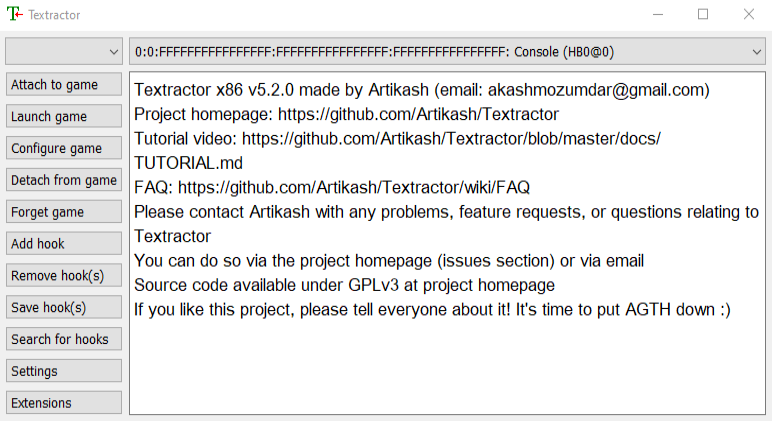 Textractor
0:0:FFFFFFFFFFFFFFFF:FFFFFFFFFFFFFFFF:FFFFFFFFFFFFFFFF: Console (HB0@0)
Attach to game
Launch game
Configure game
Detach from game
Forget game
Add hook
Remove hook(s)
Save hook(s)
Search for hooks
Settings
Extensions
Textractor x86 v5.2.0 made by Artikash (email: akashmozumdar@gmail.com)
Project homepage: https://github.com/Artikash/Textractor
Tutorial video: https://github.com/Artikash/Textractor/blob/master/docs/
TUTORIAL.md
FAQ: https://github.com/Artikash/Textractor/wiki/FAQ
Please contact Artikash with any problems, feature requests, or questions relating to
Textractor
You can do so via the project homepage (issues section) or via email
Source code available under GPLv3 at project homepage
If you like this project, please tell everyone about it! It's time to put AGTH down :)